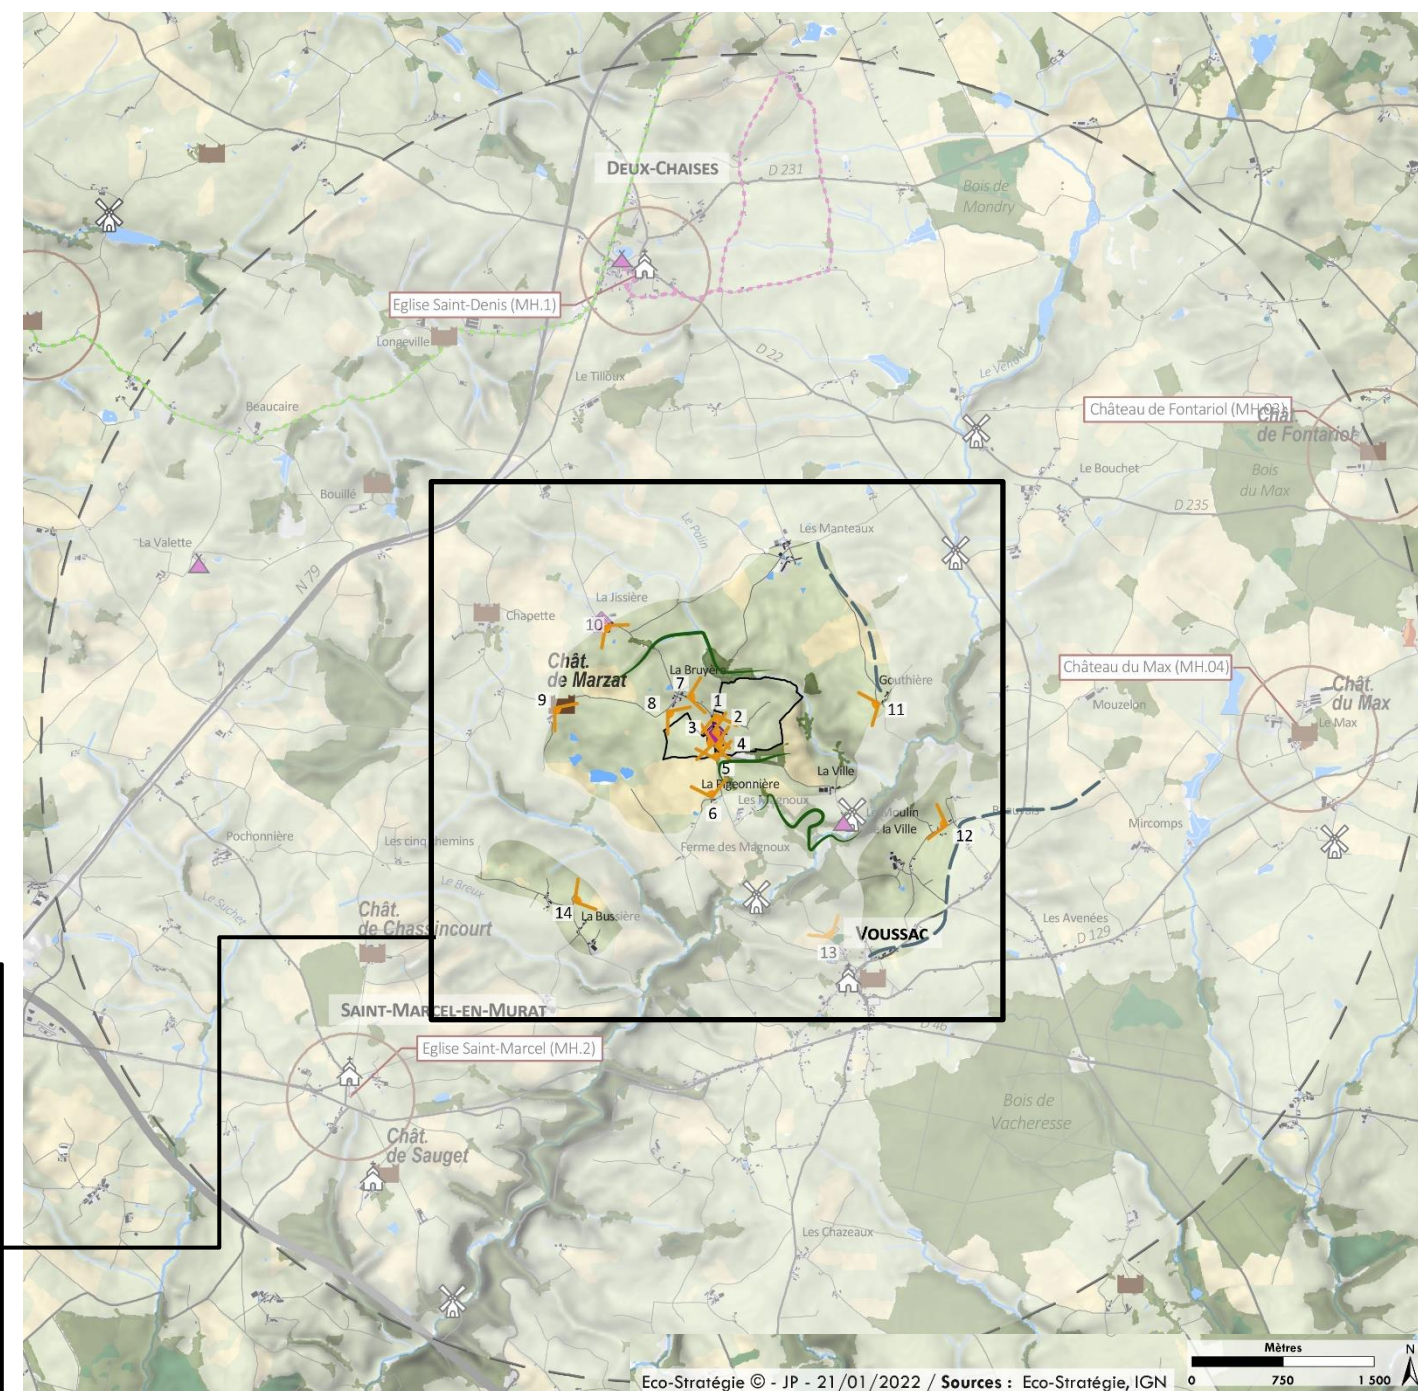 DEUX-CHAISES
D 231
Bois de
Mondry
Eglise Saint-Denis (MH.1)
Longeville
D 22
Le Tilloux
Beaucaire
Château de Fontariol (MH.03)
Chât.
de Fontariol
Le Bouchet
Bois
du Max
Bouillé
D 235
La Valette
Le Palin
Les Manteaux
N 79
La Jissière
Chapette
10
Chât.
de Marzat
La Bruyère
Château du Max (MH.04)
7
Gouthière
Chât.
du Max
Mouzelon
9
8
1
11
Le Max
2
3
4
5
La Ville
La Pigeonnière
Les Magnoux
6
Le Moulin
la Ville
Mircomps
12
Pochonnière
Les cinq chemins
Ferme des Magnoux
Le Breux
Le Suchet
Chât.
de Chassincourt
14
La Bussière
Les Avenées
D 129
VOUSSAC
13
SAINT-MARCEL-EN-MURAT
D 46
Eglise Saint-Marcel (MH.2)
Bois de
Vacheresse
Chât.
de Sauget
Les Chazeaux
Mètres
N
0 750 1 500
Eco-Stratégie © - JP - 21/01/2022 / Sources : Eco-Stratégie, IGN